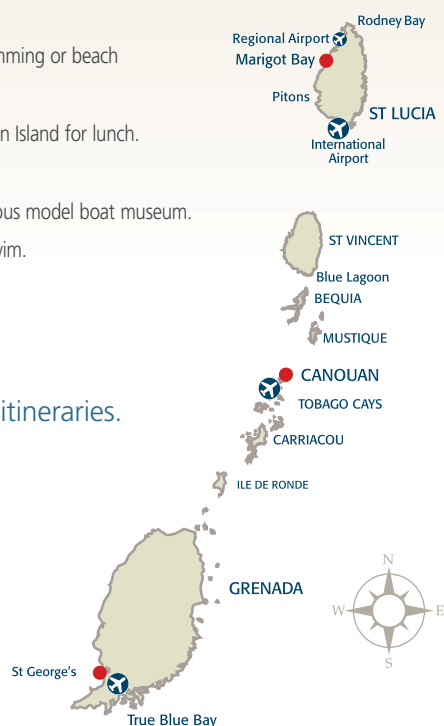 nming or beach
n Island for lunch.
ous model boat museum.
vim.
itineraries.
Rodney Bay
Regional Airport
Marigot Bay
Pitons
ST LUCIA
International
Airport
ST VINCENT
Blue Lagoon
BEQUIA
MUSTIQUE
CANOUAN
TOBAGO CAYS
CARRIACOU
ILE DE RONDE
GRENADA
N
W E
S
St George's
True Blue Bay